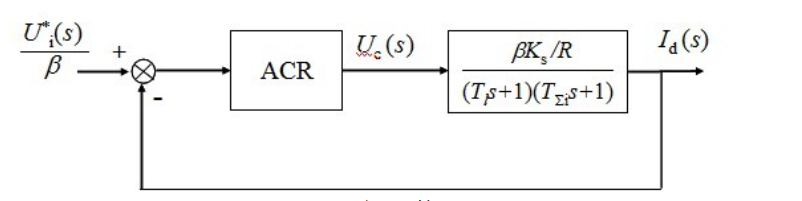 U*i(s)
β
+
-
ACR
Uc(s)
βKs/R
(Tls+1)(TΣis+1)
Id(s)